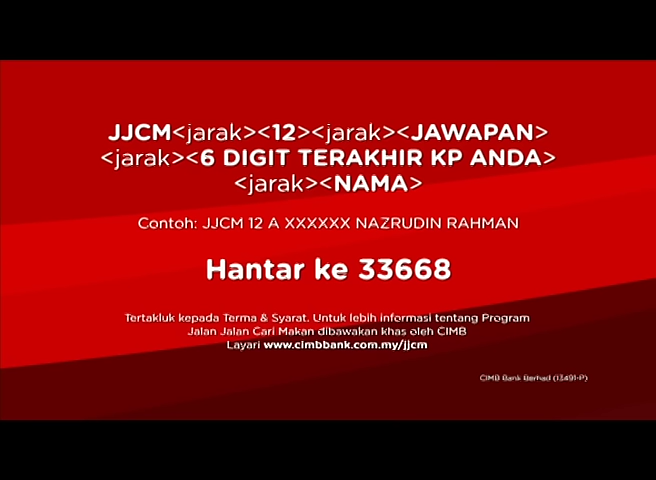 JJCM<jarak><12><jarak><JAWAPAN>
<jarak><6 DIGIT TERAKHIR KP ANDA>
<jarak><NAMA>
Contoh: JJCM 12 A XXXXXX NAZRUDIN RAHMAN
Hantar ke 33668
Tertakluk kepada Terma & Syarat. Untuk lebih informasi tentang Program
Jalan Jalan Cari Makan dibawakan khas oleh CIMB
Layari www.cimbbank.com.my/jjcm
CIMB Bank Berhad (13491-P)